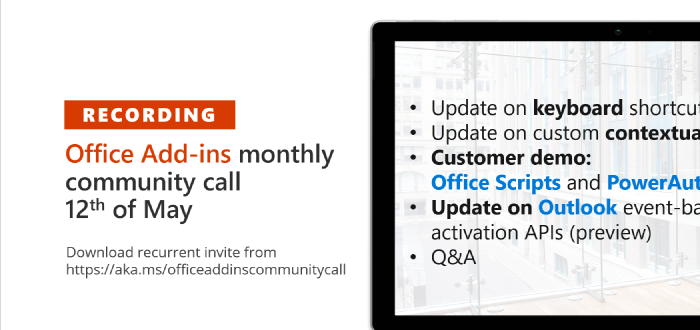 RECORDING
Office Add-ins monthly
community call
12th of May
Download recurrent invite from
https://aka.ms/officeaddinscommunitycall
• Update on keyboard shortcut
• Update on custom contextua
• Customer demo:
Office Scripts and PowerAut
• Update on Outlook event-ba
activation APIs (preview)
• Q&A